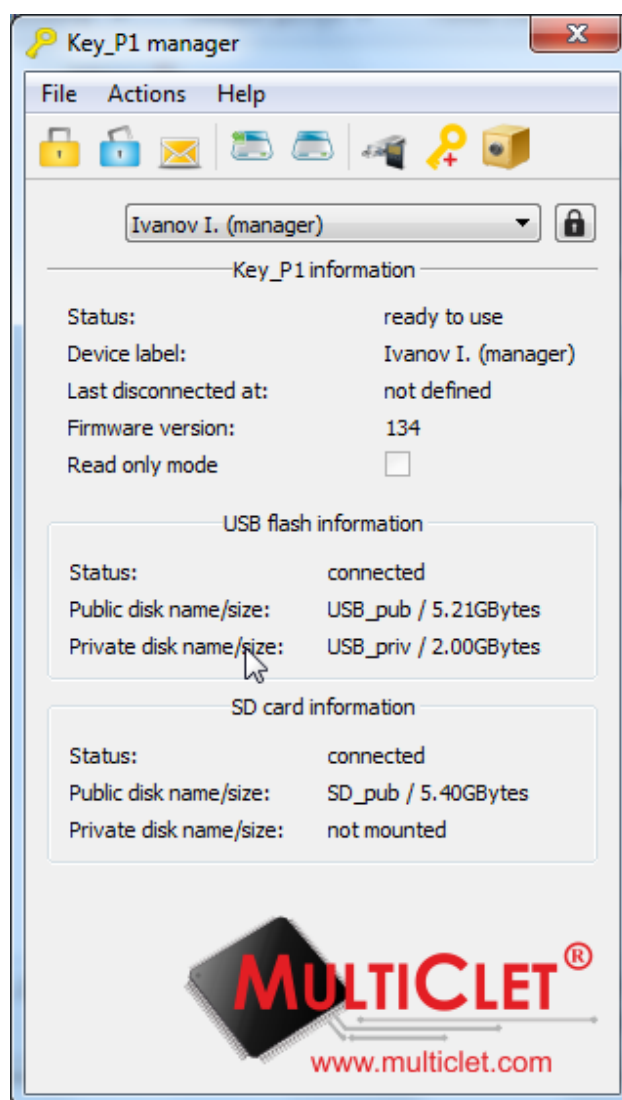 Key_P1 manager
File Actions Help
Ivanov I. (manager)
Key_P1 information
Status: ready to use
Device label: Ivanov I. (manager)
Last disconnected at: not defined
Firmware version: 134
Read only mode
USB flash information
Status: connected
Public disk name/size: USB_pub / 5.21GBytes
Private disk name/size: USB_priv / 2.00GBytes
SD card information
Status: connected
Public disk name/size: SD_pub / 5.40GBytes
Private disk name/size: not mounted
MULTICLET®
www.multiclet.com